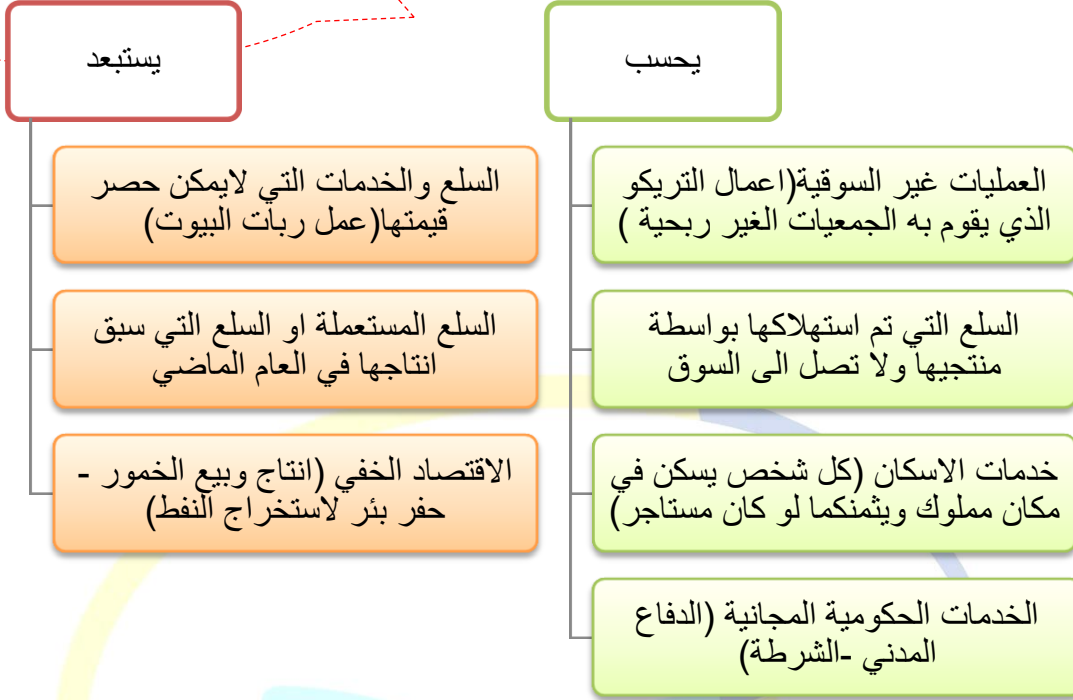 يحسب
العمليات غير السوقية(اعمال التريكو
الذي يقوم به الجمعيات الغير ربحية )
السلع التي تم استهلاكها بواسطة
منتجيها ولا تصل الى السوق
خدمات الاسكان (كل شخص يسكن في
مكان مملوك ويثمنكما لو كان مستاجر)
الخدمات الحكومية المجانية (الدفاع
المدني -الشرطة)
يستبعد
السلع والخدمات التي لايمكن حصر
قيمتها(عمل ربات البيوت)
السلع المستعملة او السلع التي سبق
انتاجها في العام الماضي
الاقتصاد الخفي (انتاج وبيع الخمور -
حفر بئر لاستخراج النفط)